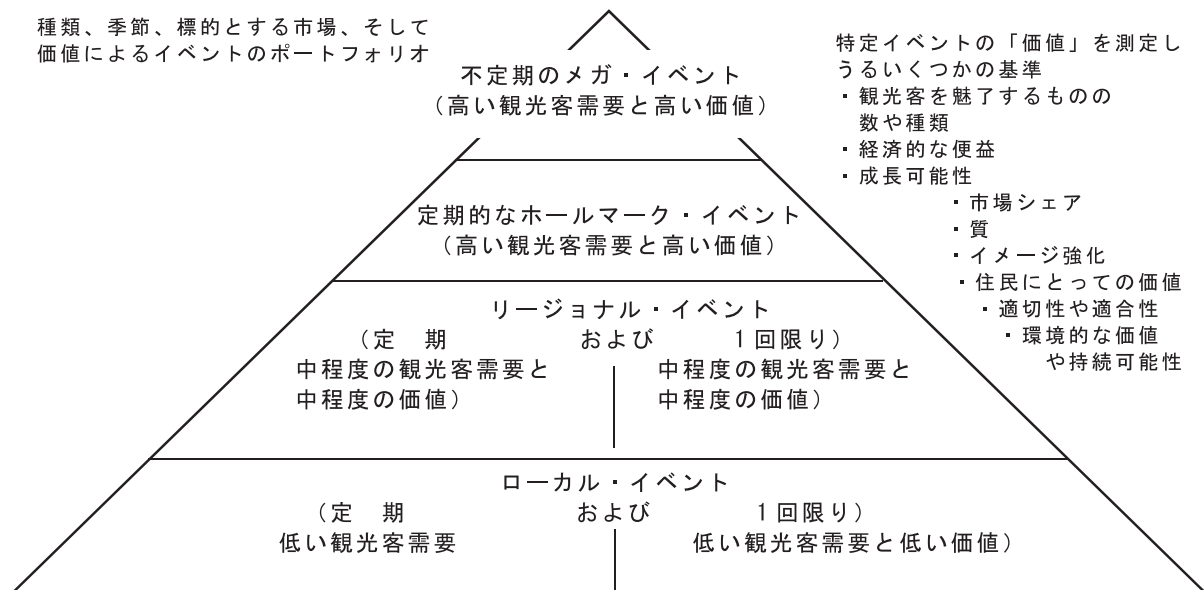 種類、季節、標的とする市場、そして
価値によるイベントのポートフォリオ
特定イベントの「価値」を測定し
うるいくつかの基準
・観光客を魅了するものの
数や種類
・経済的な便益
・成長可能性
・市場シェア
・質
・イメージ強化
・住民にとっての価値
・適切性や適合性
・環境的な価値
や持続可能性
不定期のメガ・イベント
（高い観光客需要と高い価値）
定期的なホールマーク・イベント
（高い観光客需要と高い価値）
リージョナル・イベント
（定　期　および　１回限り）
中程度の観光客需要と　中程度の観光客需要と
中程度の価値）　中程度の価値）
ローカル・イベント
（定　期　および　１回限り）
低い観光客需要　低い観光客需要と低い価値）